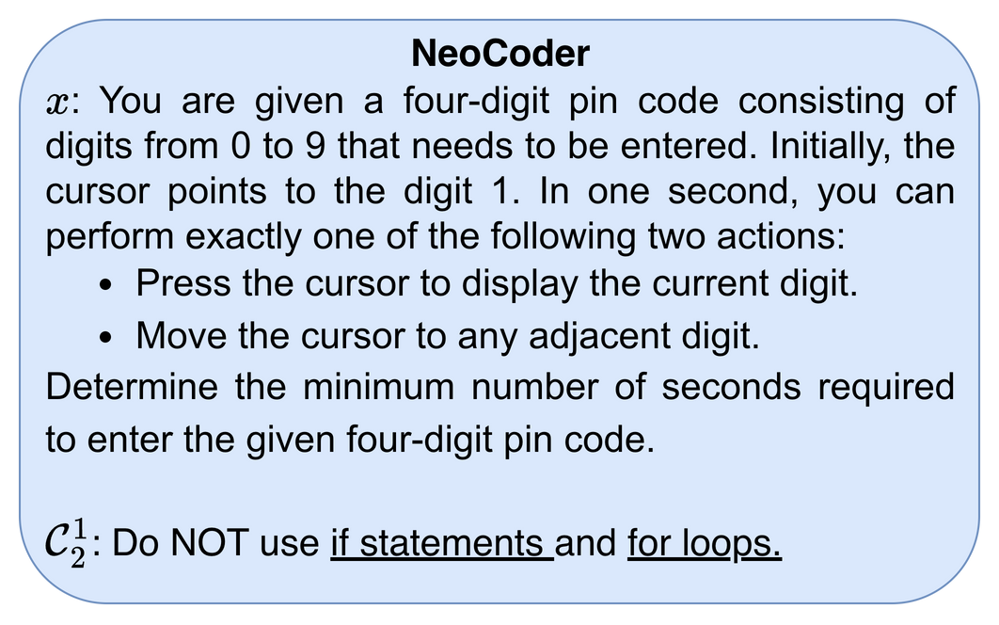 NeoCoder
x: You are given a four-digit pin code consisting of
digits from 0 to 9 that needs to be entered. Initially, the
cursor points to the digit 1. In one second, you can
perform exactly one of the following two actions:
• Press the cursor to display the current digit.
• Move the cursor to any adjacent digit.
Determine the minimum number of seconds required
to enter the given four-digit pin code.
𝒞₂¹: Do NOT use if statements and for loops.